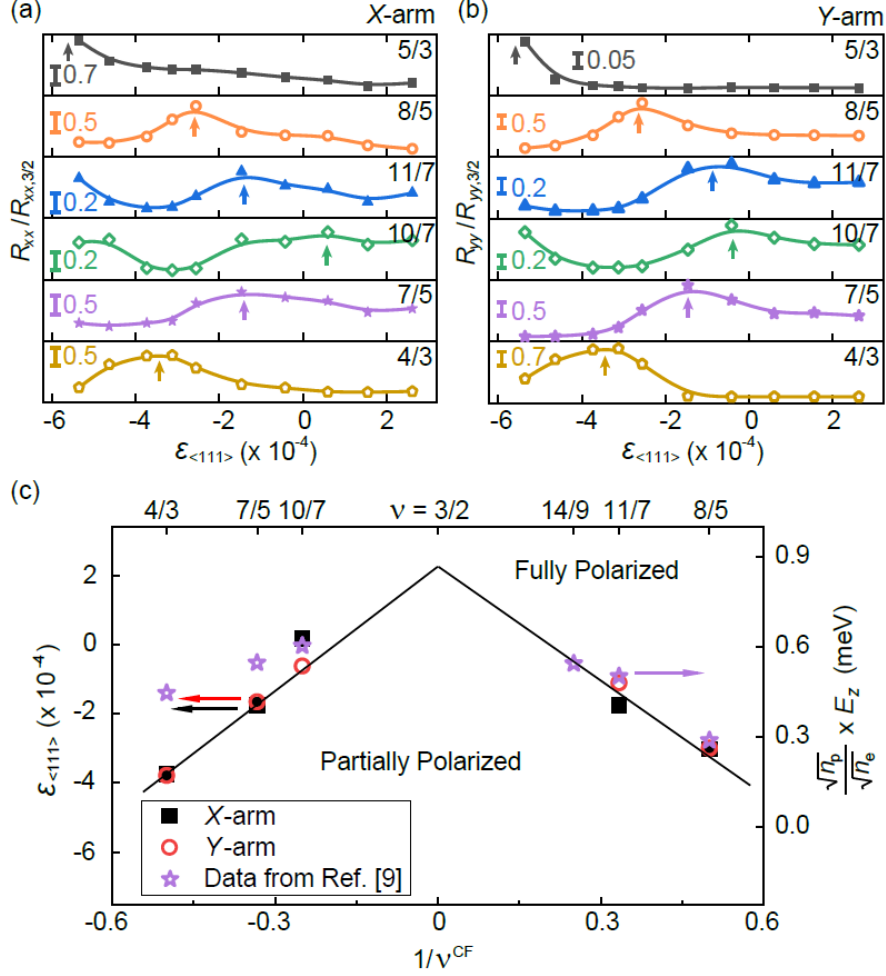 (a) X-arm
5/3
0.7
8/5
0.5
11/7
0.2
10/7
0.2
7/5
0.5
4/3
0.5
R_xx/R_xx,3/2
-6 -4 -2 0 2
ε<111> (x 10^-4)
(b) Y-arm
0.05
5/3
8/5
0.5
11/7
0.2
10/7
0.2
7/5
0.5
4/3
0.7
R_yy/R_yy,3/2
-6 -4 -2 0 2
ε<111> (x 10^-4)
(c)
4/3 7/5 10/7 ν = 3/2 14/9 11/7 8/5
Fully Polarized
Partially Polarized
2
0
-2
-4
-6
ε<111> (x 10^-4)
0.9
0.6
0.3
0.0
√n_p/√n_e x E_z (meV)
X-arm
Y-arm
Data from Ref. [9]
-0.6 -0.3 0 0.3 0.6
1/ν^CF